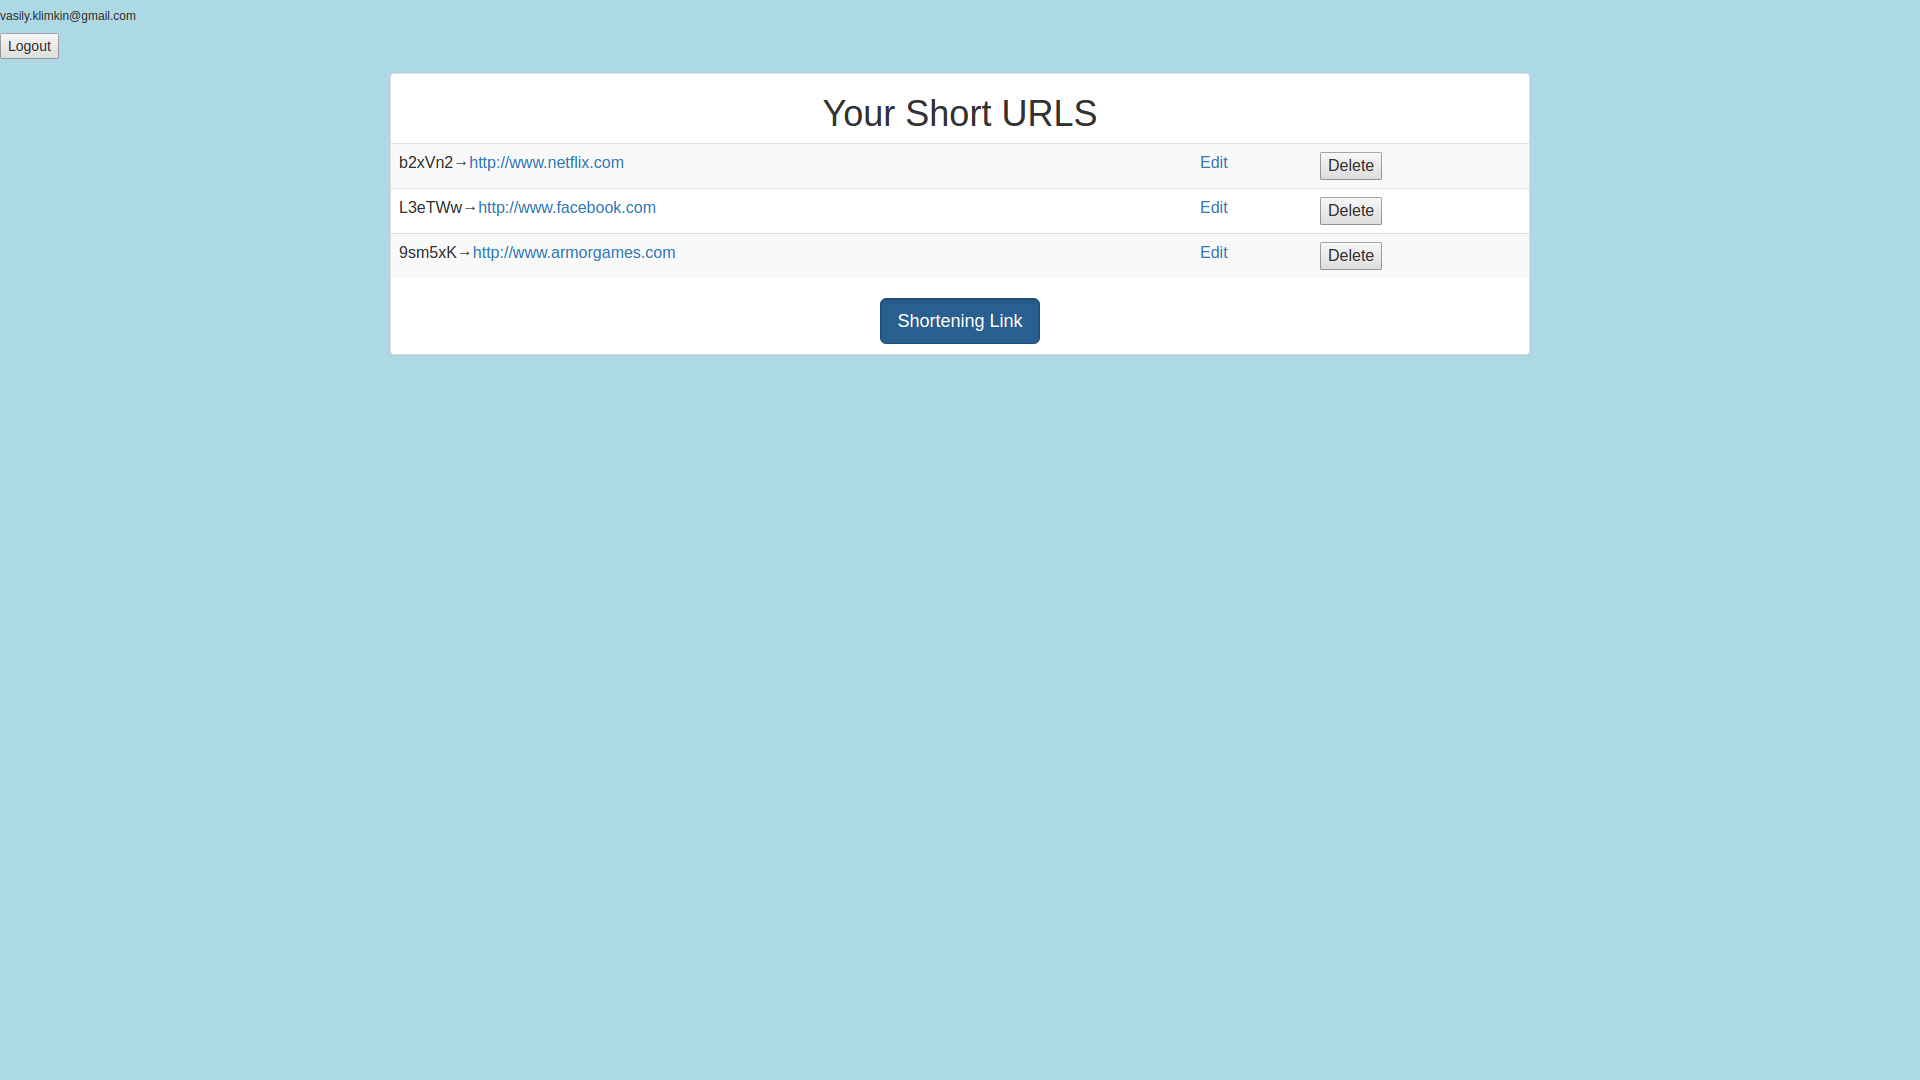 vasily.klimkin@gmail.com
Logout
Your Short URLS
b2xVn2→http://www.netflix.com Edit Delete
L3eTWw→http://www.facebook.com Edit Delete
9sm5xK→http://www.armorgames.com Edit Delete
Shortening Link